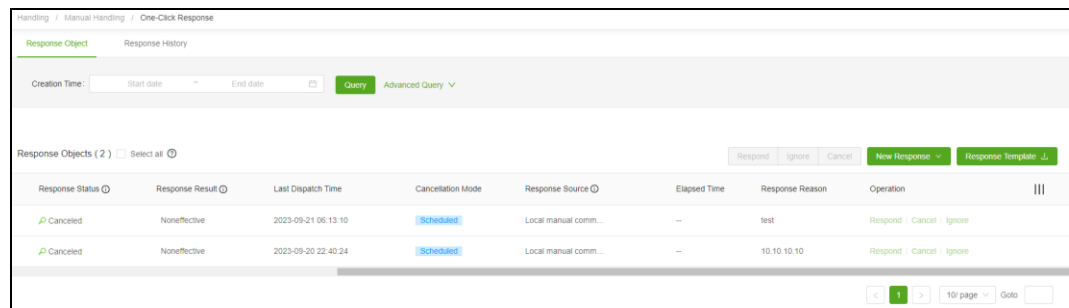 Handling / Manual Handling / One-Click Response
Response Object Response History
Creation Time: Start date ~ End date Query Advanced Query
Response Objects ( 2 ) Select all Respond Ignore Cancel New Response Response Template
Response Status Response Result Last Dispatch Time Cancellation Mode Response Source Elapsed Time Response Reason Operation
Canceled Noneffective 2023-09-21 06:13:10 Scheduled Local manual comm... -- test Respond | Cancel | Ignore
Canceled Noneffective 2023-09-20 22:40:24 Scheduled Local manual comm... -- 10.10.10.10 Respond | Cancel | Ignore
< 1 > 10/ page Goto